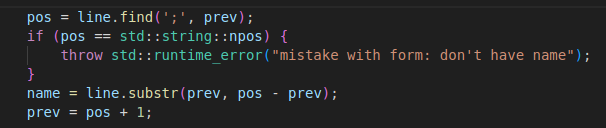 pos = line.find(';', prev);
if (pos == std::string::npos) {
    throw std::runtime_error("mistake with form: don't have name");
}
name = line.substr(prev, pos - prev);
prev = pos + 1;